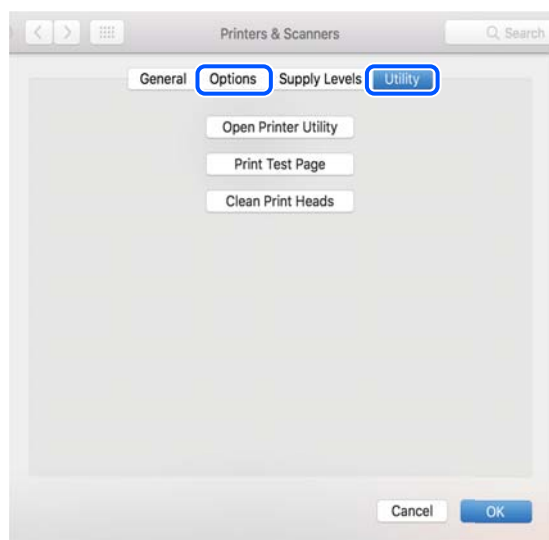 Printers & Scanners Search
General Options Supply Levels Utility
Open Printer Utility
Print Test Page
Clean Print Heads
Cancel OK